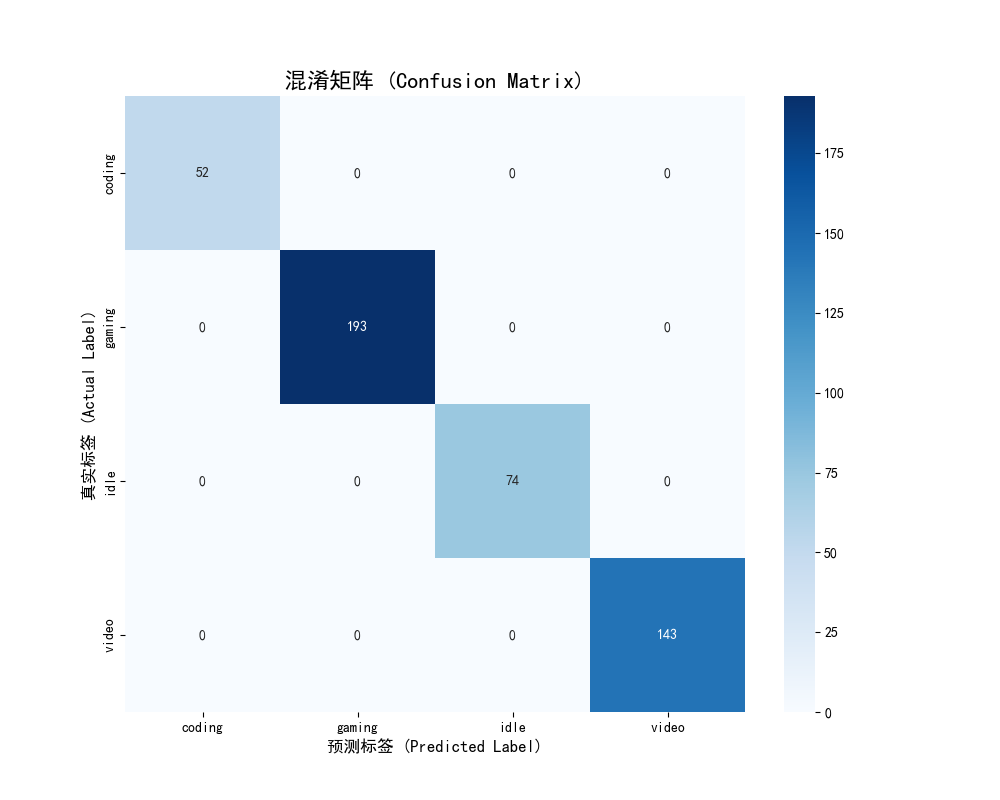 混淆矩阵 (Confusion Matrix)
真实标签 (Actual Label)
coding
52
0
0
0
gaming
0
193
0
0
idle
0
0
74
0
video
0
0
0
143
coding
gaming
idle
video
预测标签 (Predicted Label)
175
150
125
100
75
50
25
0